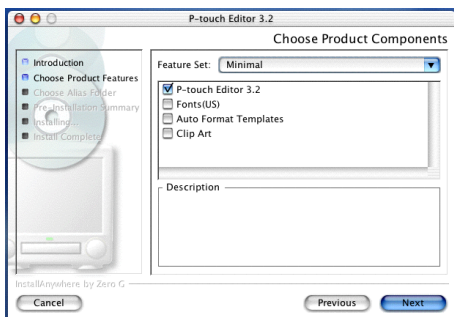 P-touch Editor 3.2
Choose Product Components
Introduction
Choose Product Features
Choose Alias Folder
Pre-Installation Summary
Installing...
Install Complete
Feature Set: Minimal
P-touch Editor 3.2
Fonts(US)
Auto Format Templates
Clip Art
Description
InstallAnywhere by Zero G
Cancel
Previous
Next